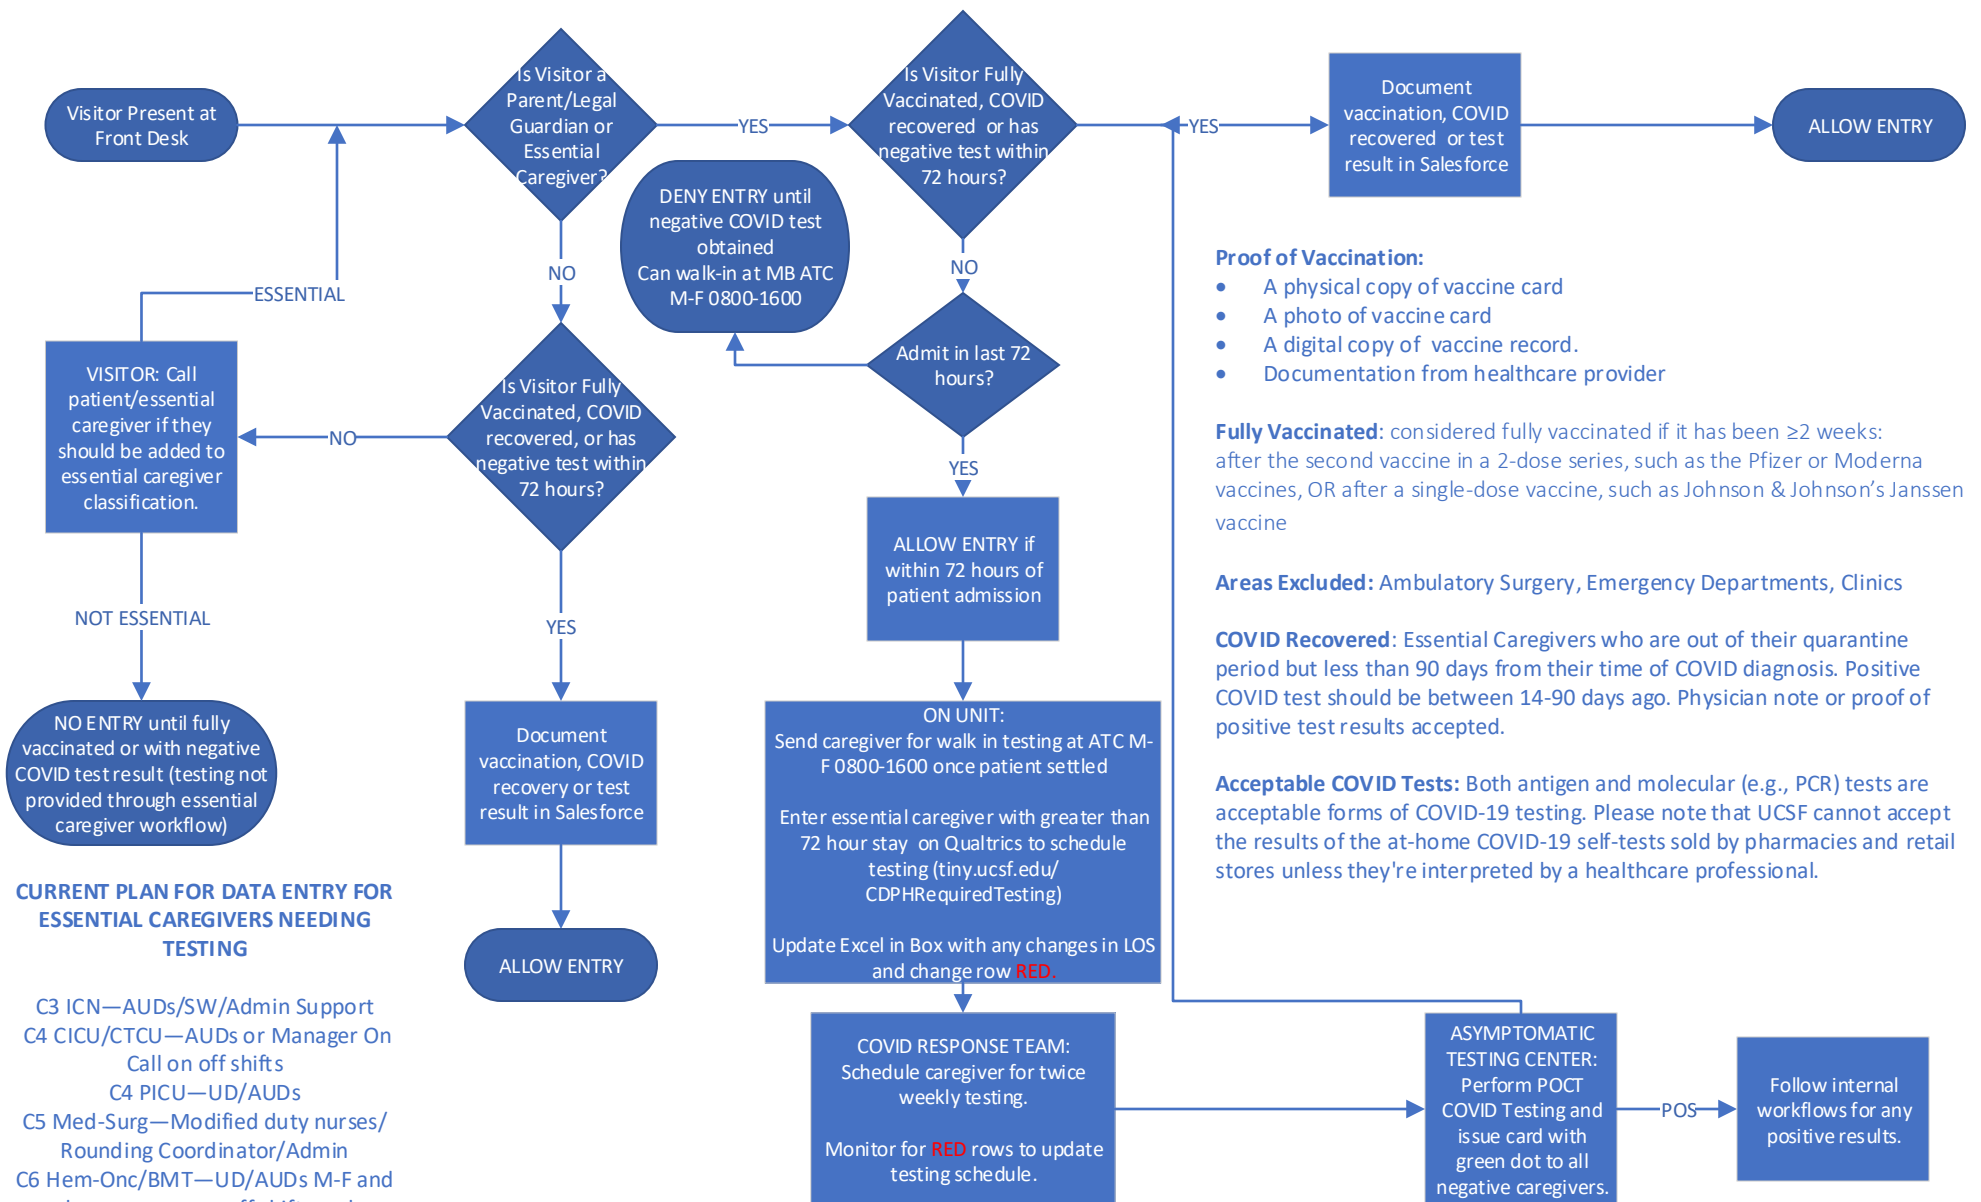 Visitor Present at
Front Desk
Is Visitor a
Parent/Legal
Guardian or
Essential
Caregiver?
YES
Is Visitor Fully
Vaccinated, COVID
recovered or has
negative test within
72 hours?
YES
Document
vaccination, COVID
recovered or test
result in Salesforce
ALLOW ENTRY
DENY ENTRY until
negative COVID test
obtained
Can walk-in at MB ATC
M-F 0800-1600
NO
NO
ESSENTIAL
Admit in last 72
hours?
VISITOR: Call
patient/essential
caregiver if they
should be added to
essential caregiver
classification.
NO
Is Visitor Fully
Vaccinated, COVID
recovered, or has
negative test within
72 hours?
YES
ALLOW ENTRY if
within 72 hours of
patient admission
NOT ESSENTIAL
YES
NO ENTRY until fully
vaccinated or with negative
COVID test result (testing not
provided through essential
caregiver workflow)
Document
vaccination, COVID
recovery or test
result in Salesforce
ALLOW ENTRY
ON UNIT:
Send caregiver for walk in testing at ATC M-
F 0800-1600 once patient settled
Enter essential caregiver with greater than
72 hour stay on Qualtrics to schedule
testing (tiny.ucsf.edu/
CDPHRequiredTesting)
Update Excel in Box with any changes in LOS
and change row RED.
COVID RESPONSE TEAM:
Schedule caregiver for twice
weekly testing.
Monitor for RED rows to update
testing schedule.
ASYMPTOMATIC
TESTING CENTER:
Perform POCT
COVID Testing and
issue card with
green dot to all
negative caregivers.
POS
Follow internal
workflows for any
positive results.
Proof of Vaccination:
• A physical copy of vaccine card
• A photo of vaccine card
• A digital copy of vaccine record.
• Documentation from healthcare provider
Fully Vaccinated: considered fully vaccinated if it has been ≥2 weeks:
after the second vaccine in a 2-dose series, such as the Pfizer or Moderna
vaccines, OR after a single-dose vaccine, such as Johnson & Johnson’s Janssen
vaccine
Areas Excluded: Ambulatory Surgery, Emergency Departments, Clinics
COVID Recovered: Essential Caregivers who are out of their quarantine
period but less than 90 days from their time of COVID diagnosis. Positive
COVID test should be between 14-90 days ago. Physician note or proof of
positive test results accepted.
Acceptable COVID Tests: Both antigen and molecular (e.g., PCR) tests are
acceptable forms of COVID-19 testing. Please note that UCSF cannot accept
the results of the at-home COVID-19 self-tests sold by pharmacies and retail
stores unless they're interpreted by a healthcare professional.
CURRENT PLAN FOR DATA ENTRY FOR
ESSENTIAL CAREGIVERS NEEDING
TESTING
C3 ICN—AUDs/SW/Admin Support
C4 CICU/CTCU—AUDs or Manager On
Call on off shifts
C4 PICU—UD/AUDs
C5 Med-Surg—Modified duty nurses/
Rounding Coordinator/Admin
C6 Hem-Onc/BMT—UD/AUDs M-F and